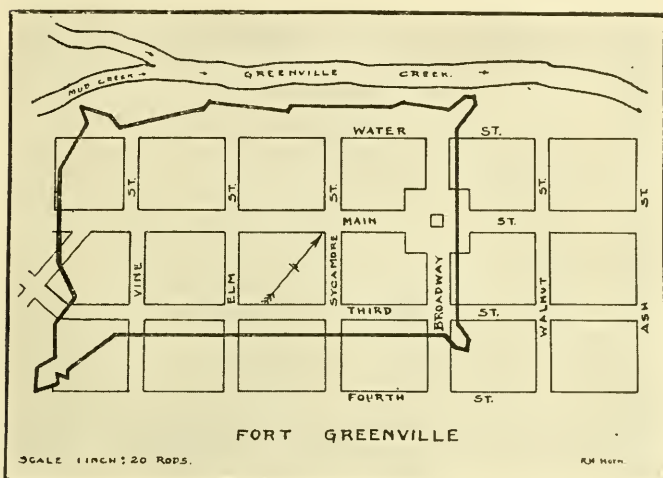 MUD CREEK
GREENVILLE CREEK.
WATER ST.
ST. ST. ST. ST. ST.
MAIN ST.
VINE
ELM
SYCAMORE
BROADWAY
WALNUT
ASH
THIRD ST.
FOURTH ST.
FORT GREENVILLE
SCALE 1 INCH : 20 RODS.
R.H. Horn.